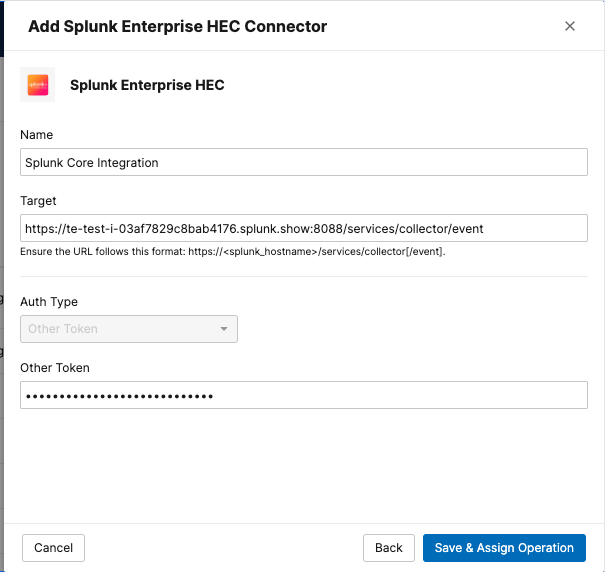 Add Splunk Enterprise HEC Connector
Splunk Enterprise HEC
Name
Splunk Core Integration
Target
https://te-test-i-03af7829c8bab4176.splunk.show:8088/services/collector/event
Ensure the URL follows this format: https://<splunk_hostname>/services/collector[/event].
Auth Type
Other Token
Other Token
••••••••••••••••••••••••••••
Cancel
Back
Save & Assign Operation